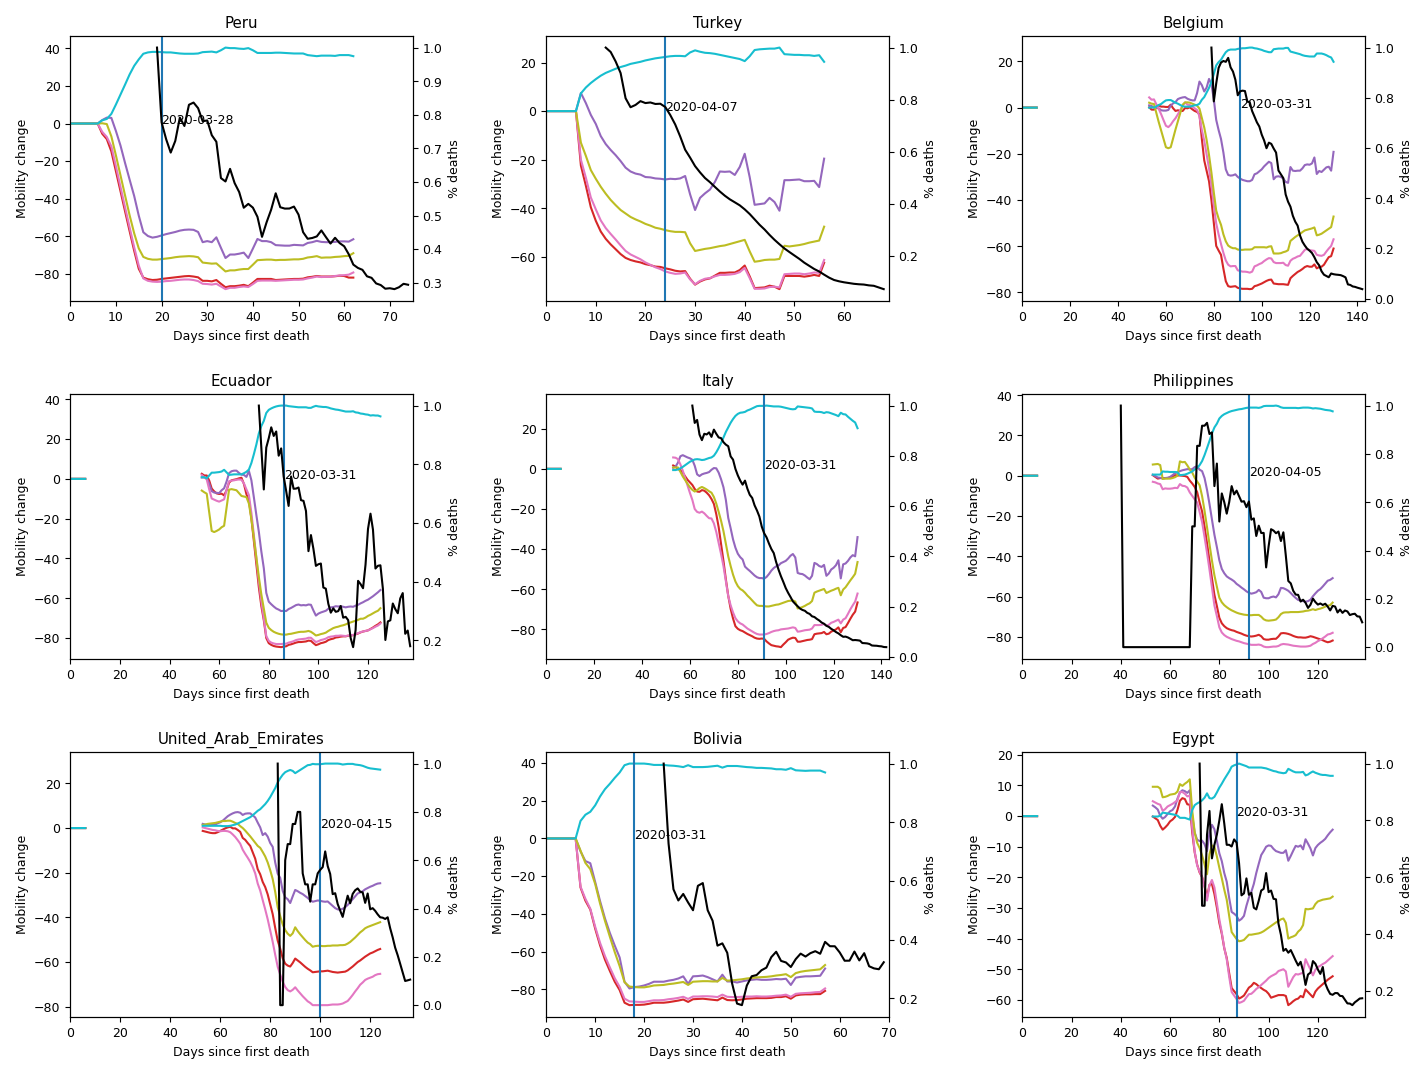 Peru
Turkey
Belgium
40
20
0
−20
−40
−60
−80
Mobility change
1.0
0.9
0.8
0.7
0.6
0.5
0.4
0.3
% deaths
2020-03-28
0 10 20 30 40 50 60 70
Days since first death
20
0
−20
−40
−60
Mobility change
1.0
0.8
0.6
0.4
0.2
% deaths
2020-04-07
0 10 20 30 40 50 60
Days since first death
20
0
−20
−40
−60
−80
Mobility change
1.0
0.8
0.6
0.4
0.2
0.0
% deaths
2020-03-31
0 20 40 60 80 100 120 140
Days since first death
Ecuador
Italy
Philippines
40
20
0
−20
−40
−60
−80
Mobility change
1.0
0.8
0.6
0.4
0.2
% deaths
2020-03-31
0 20 40 60 80 100 120
Days since first death
20
0
−20
−40
−60
−80
Mobility change
1.0
0.8
0.6
0.4
0.2
0.0
% deaths
2020-03-31
0 20 40 60 80 100 120 140
Days since first death
40
20
0
−20
−40
−60
−80
Mobility change
1.0
0.8
0.6
0.4
0.2
0.0
% deaths
2020-04-05
0 20 40 60 80 100 120
Days since first death
United_Arab_Emirates
Bolivia
Egypt
20
0
−20
−40
−60
−80
Mobility change
1.0
0.8
0.6
0.4
0.2
0.0
% deaths
2020-04-15
0 20 40 60 80 100 120
Days since first death
40
20
0
−20
−40
−60
−80
Mobility change
1.0
0.8
0.6
0.4
0.2
% deaths
2020-03-31
0 10 20 30 40 50 60 70
Days since first death
20
10
0
−10
−20
−30
−40
−50
−60
Mobility change
1.0
0.8
0.6
0.4
0.2
% deaths
2020-03-31
0 20 40 60 80 100 120
Days since first death